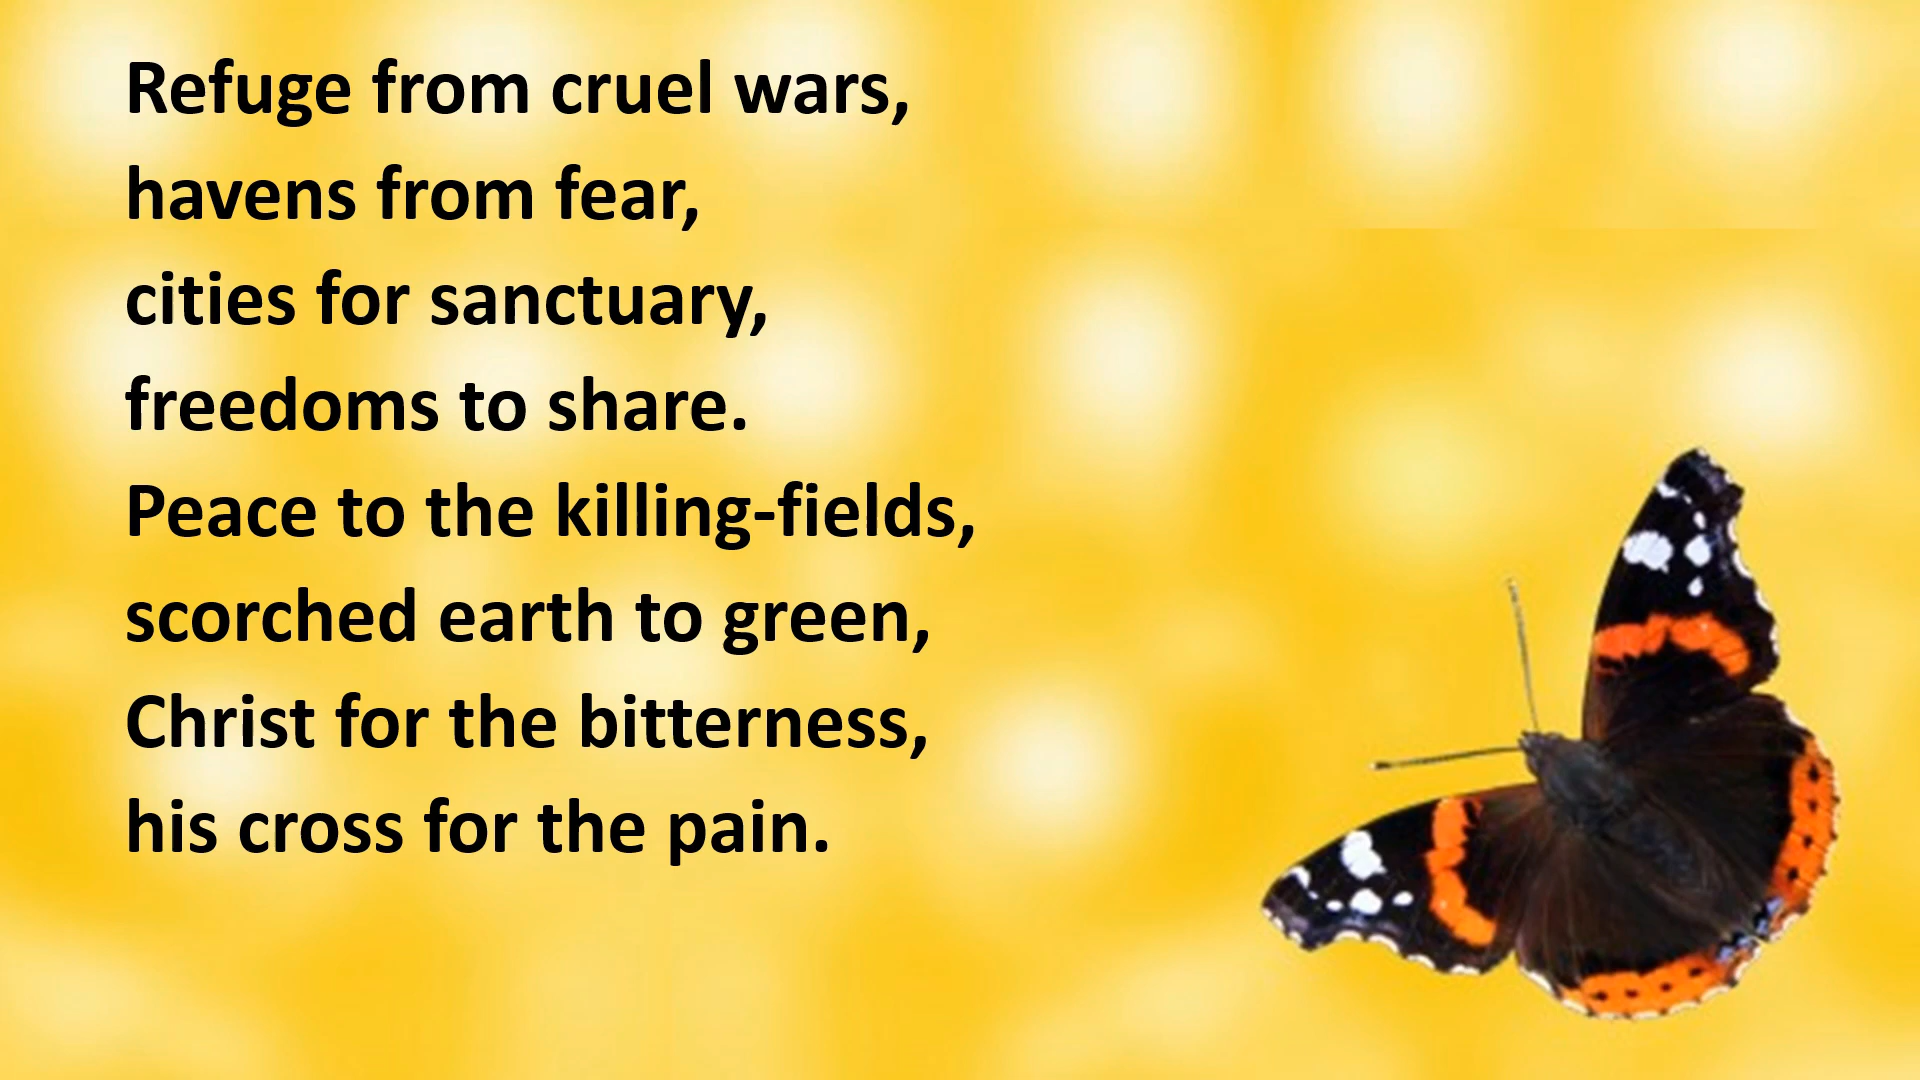 Refuge from cruel wars,
havens from fear,
cities for sanctuary,
freedoms to share.
Peace to the killing-fields,
scorched earth to green,
Christ for the bitterness,
his cross for the pain.